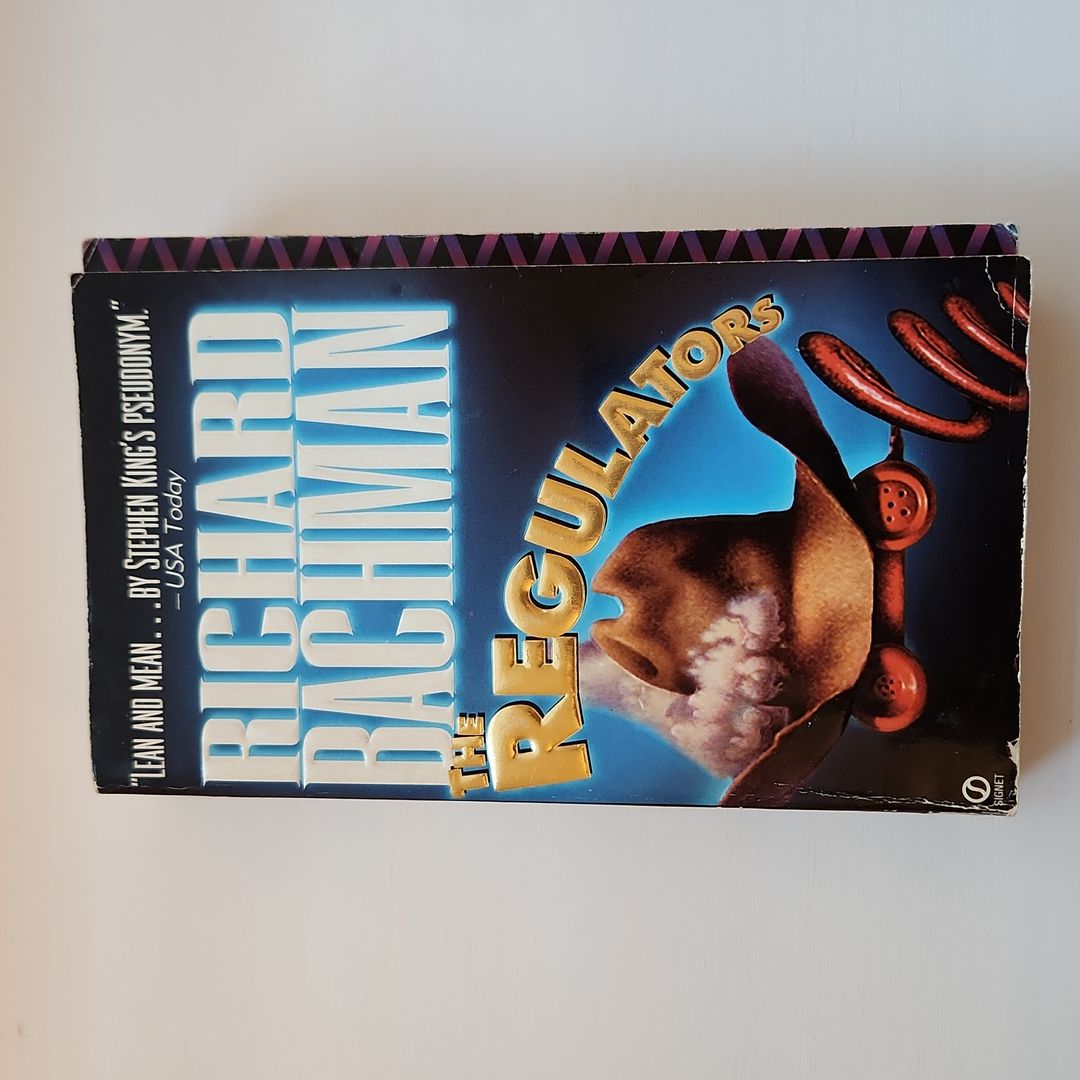 "LEAN AND MEAN . . . BY STEPHEN KING'S PSEUDONYM."
—USA Today
RICHARD
BACHMAN
THE
REGULATORS
S
SIGNET